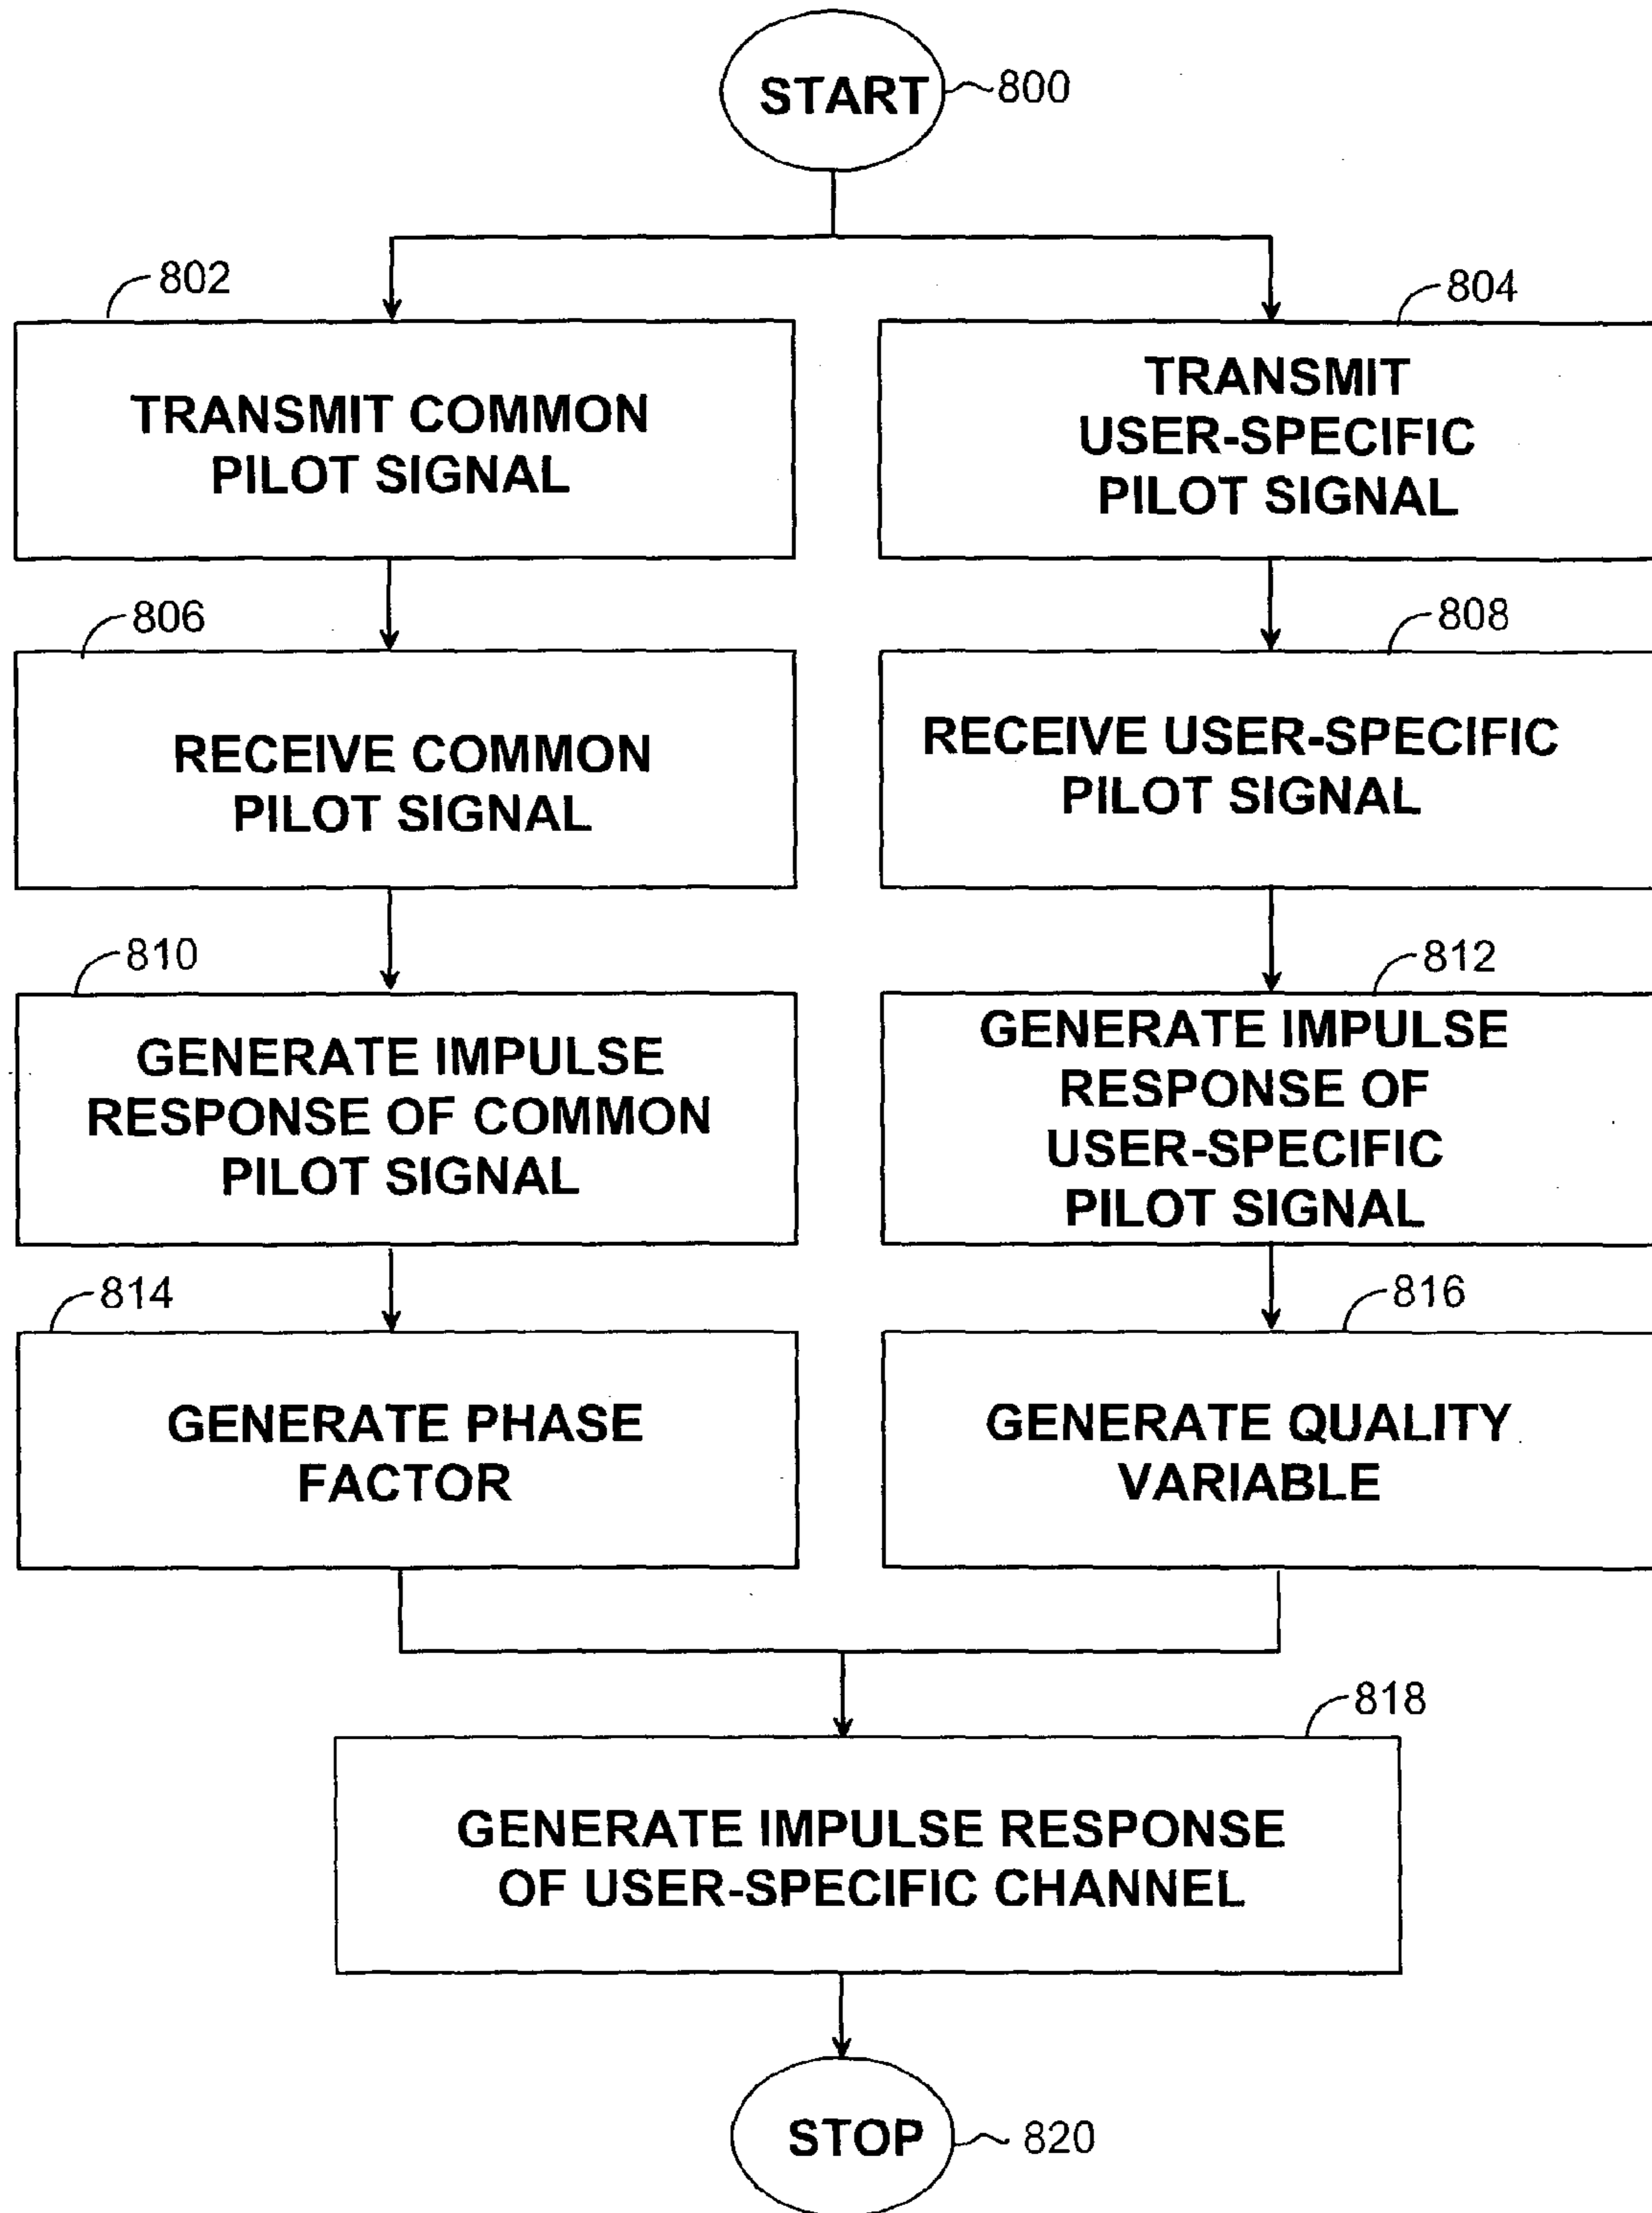 START
800
802
804
TRANSMIT COMMON
PILOT SIGNAL
TRANSMIT
USER-SPECIFIC
PILOT SIGNAL
806
808
RECEIVE COMMON
PILOT SIGNAL
RECEIVE USER-SPECIFIC
PILOT SIGNAL
810
812
GENERATE IMPULSE
RESPONSE OF COMMON
PILOT SIGNAL
GENERATE IMPULSE
RESPONSE OF
USER-SPECIFIC
PILOT SIGNAL
814
816
GENERATE PHASE
FACTOR
GENERATE QUALITY
VARIABLE
818
GENERATE IMPULSE RESPONSE
OF USER-SPECIFIC CHANNEL
STOP
820